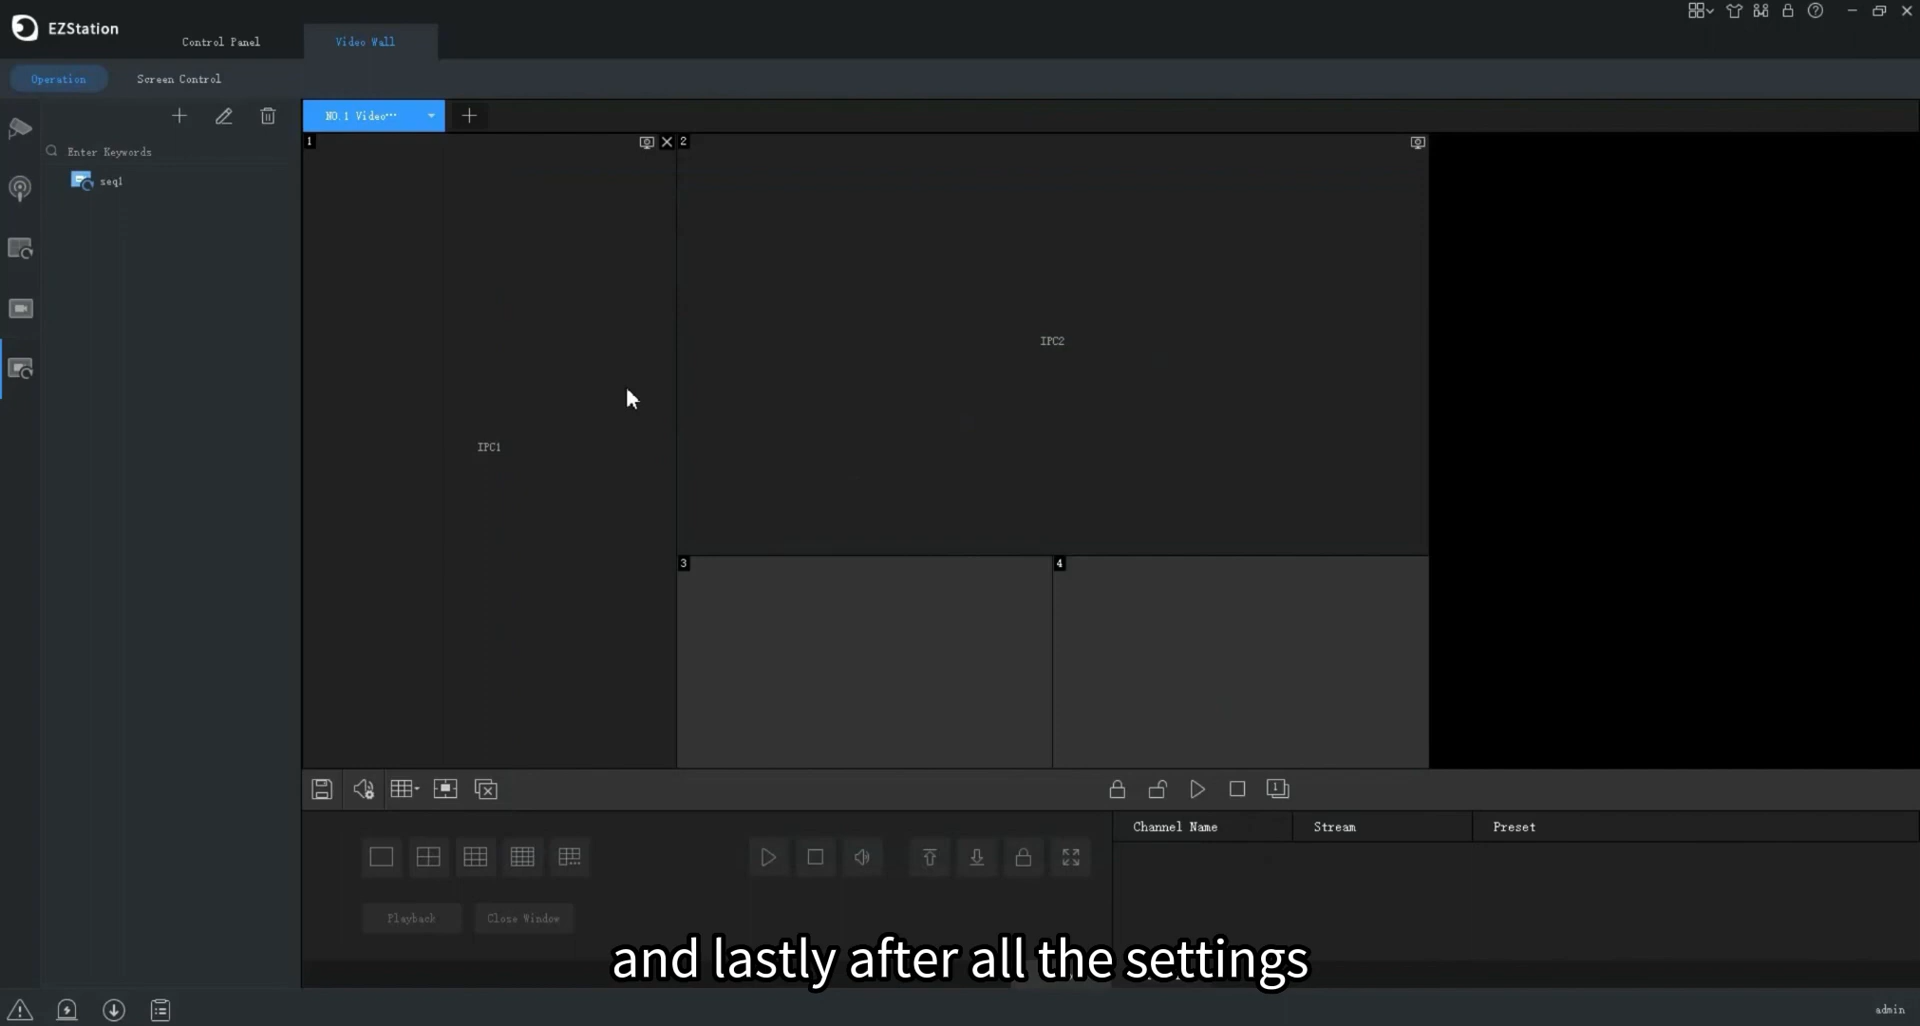 EZStation
Control Panel
Video Wall
Operation
Screen Control
NO.1 Video···
Enter Keywords
seq1
1
2
IPC2
IPC1
3
4
1
Channel Name
Stream
Preset
Playback
Close Window
and lastly after all the settings
admin